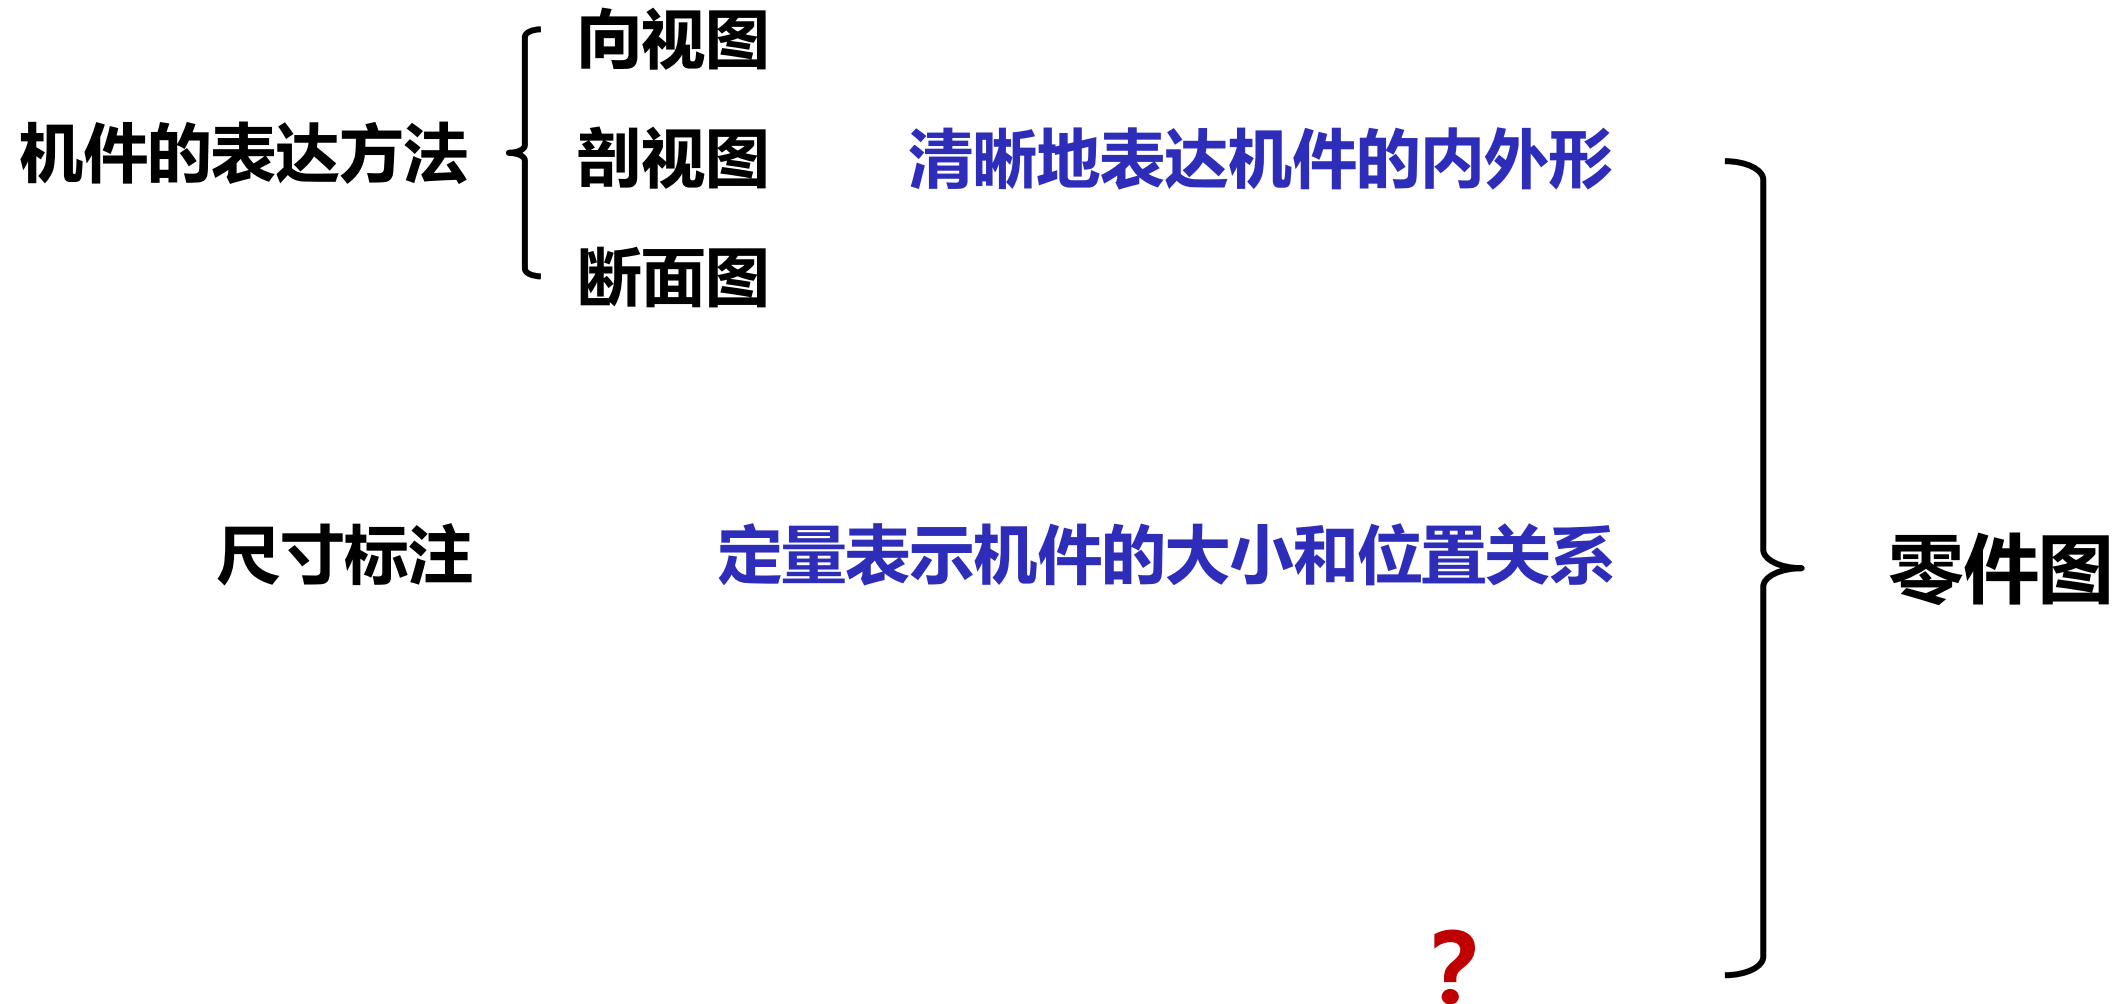 向视图
机件的表达方法
剖视图
清晰地表达机件的内外形
断面图
尺寸标注
定量表示机件的大小和位置关系
零件图
?